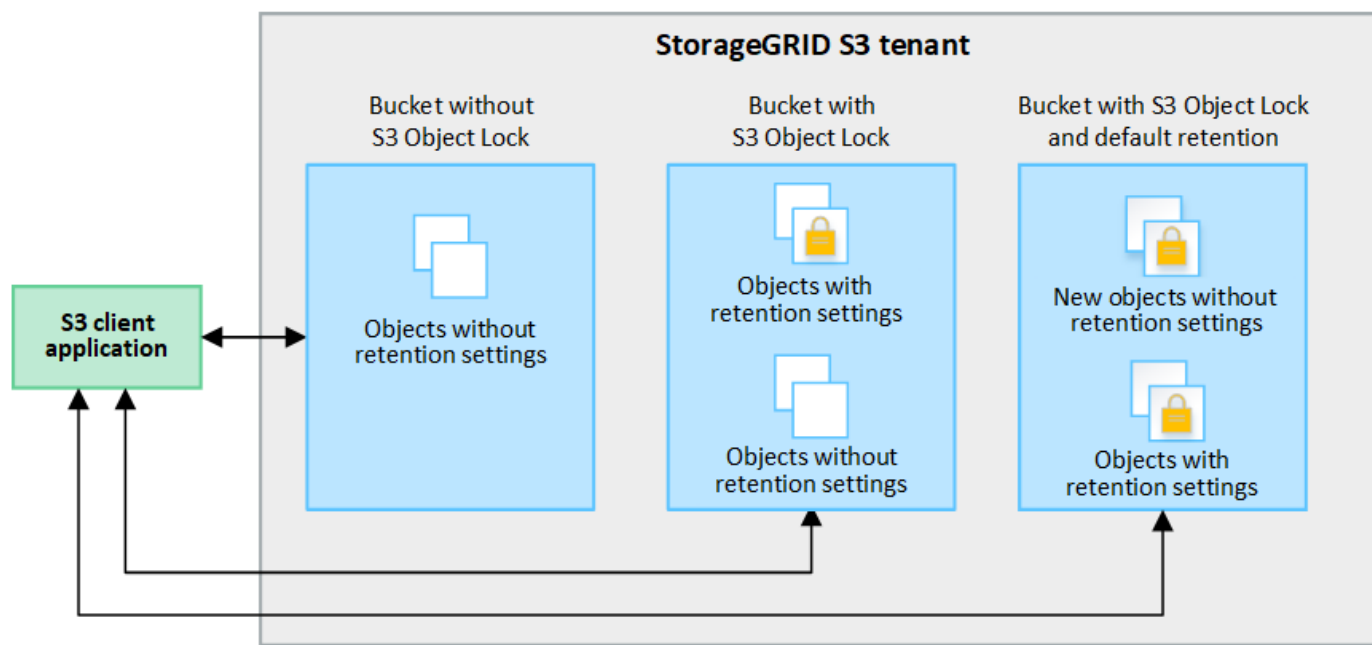 StorageGRID S3 tenant
Bucket without
S3 Object Lock
Bucket with
S3 Object Lock
Bucket with S3 Object Lock
and default retention
Objects without
retention settings
Objects with
retention settings
Objects without
retention settings
New objects without
retention settings
Objects with
retention settings
S3 client
application